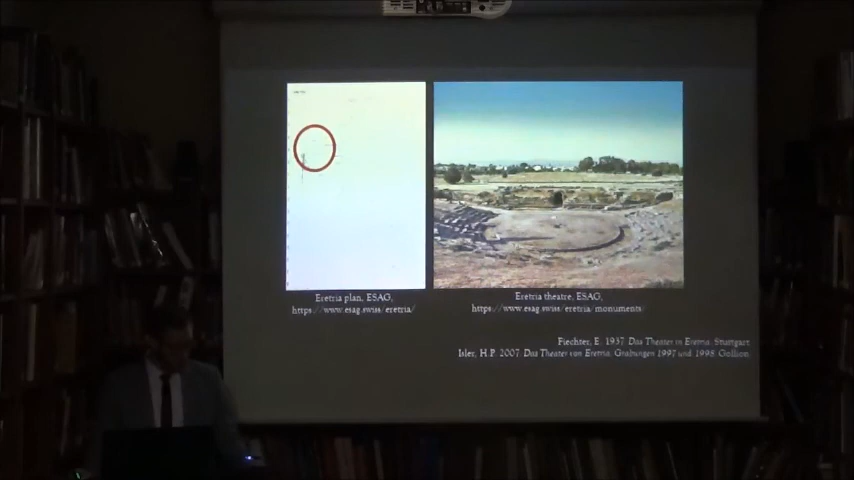 Eretria plan, ESAG,
https://www.esag.swiss/eretria/
Eretria theatre, ESAG,
https://www.esag.swiss/eretria/monuments/
Fiechter, E. 1937. Das Theater in Eretria. Stuttgart
Isler, H.P. 2007. Das Theater von Eretria. Grabungen 1997 und 1998. Gollion